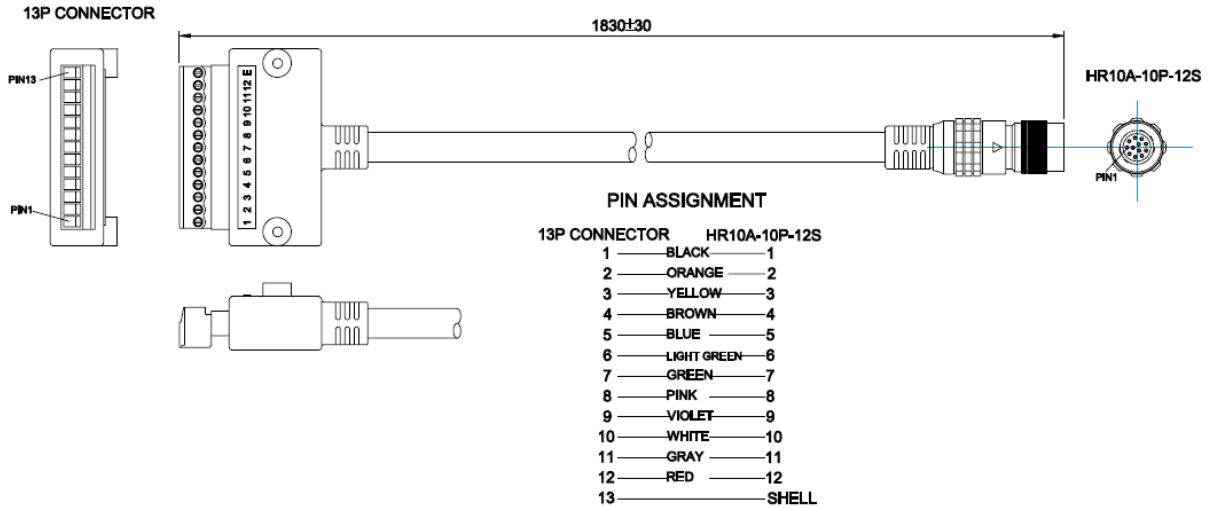 13P CONNECTOR
1830±30
HR10A-10P-12S
PIN13
PIN1
1 2 3 4 5 6 7 8 9 10 11 12 E
PIN1
PIN ASSIGNMENT
13P CONNECTOR HR10A-10P-12S
1 BLACK 1
2 ORANGE 2
3 YELLOW 3
4 BROWN 4
5 BLUE 5
6 LIGHT GREEN 6
7 GREEN 7
8 PINK 8
9 VIOLET 9
10 WHITE 10
11 GRAY 11
12 RED 12
13 SHELL